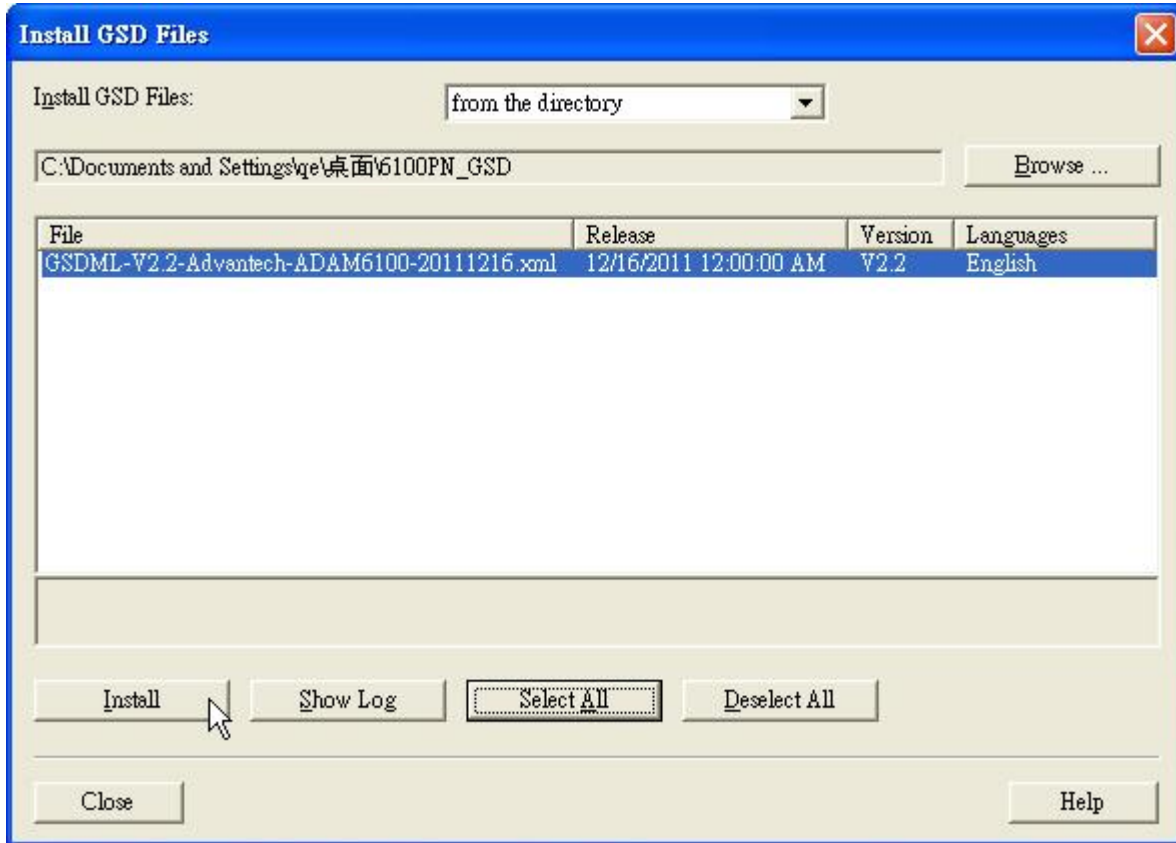 Install GSD Files
Install GSD Files: from the directory
C:\Documents and Settings\qe\桌面\6100PN_GSD Browse ...
File Release Version Languages
GSDML-V2.2-Advantech-ADAM6100-20111216.xml 12/16/2011 12:00:00 AM V2.2 English
Install Show Log Select All Deselect All
Close Help